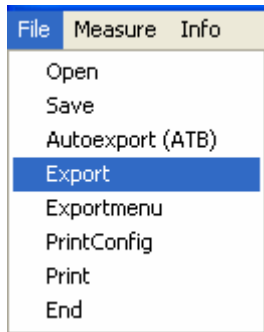 File Measure Info
Open
Save
Autoexport (ATB)
Export
Exportmenu
PrintConfig
Print
End